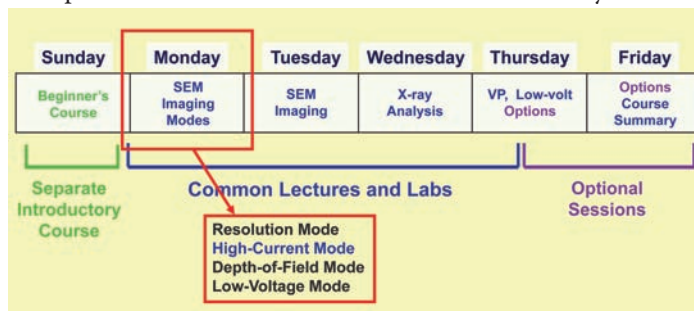 Sunday Monday Tuesday Wednesday Thursday Friday
Beginner's Course SEM Imaging Modes SEM Imaging X-ray Analysis VP, Low-volt Options Options Course Summary
Separate Introductory Course Common Lectures and Labs Optional Sessions
Resolution Mode
High-Current Mode
Depth-of-Field Mode
Low-Voltage Mode